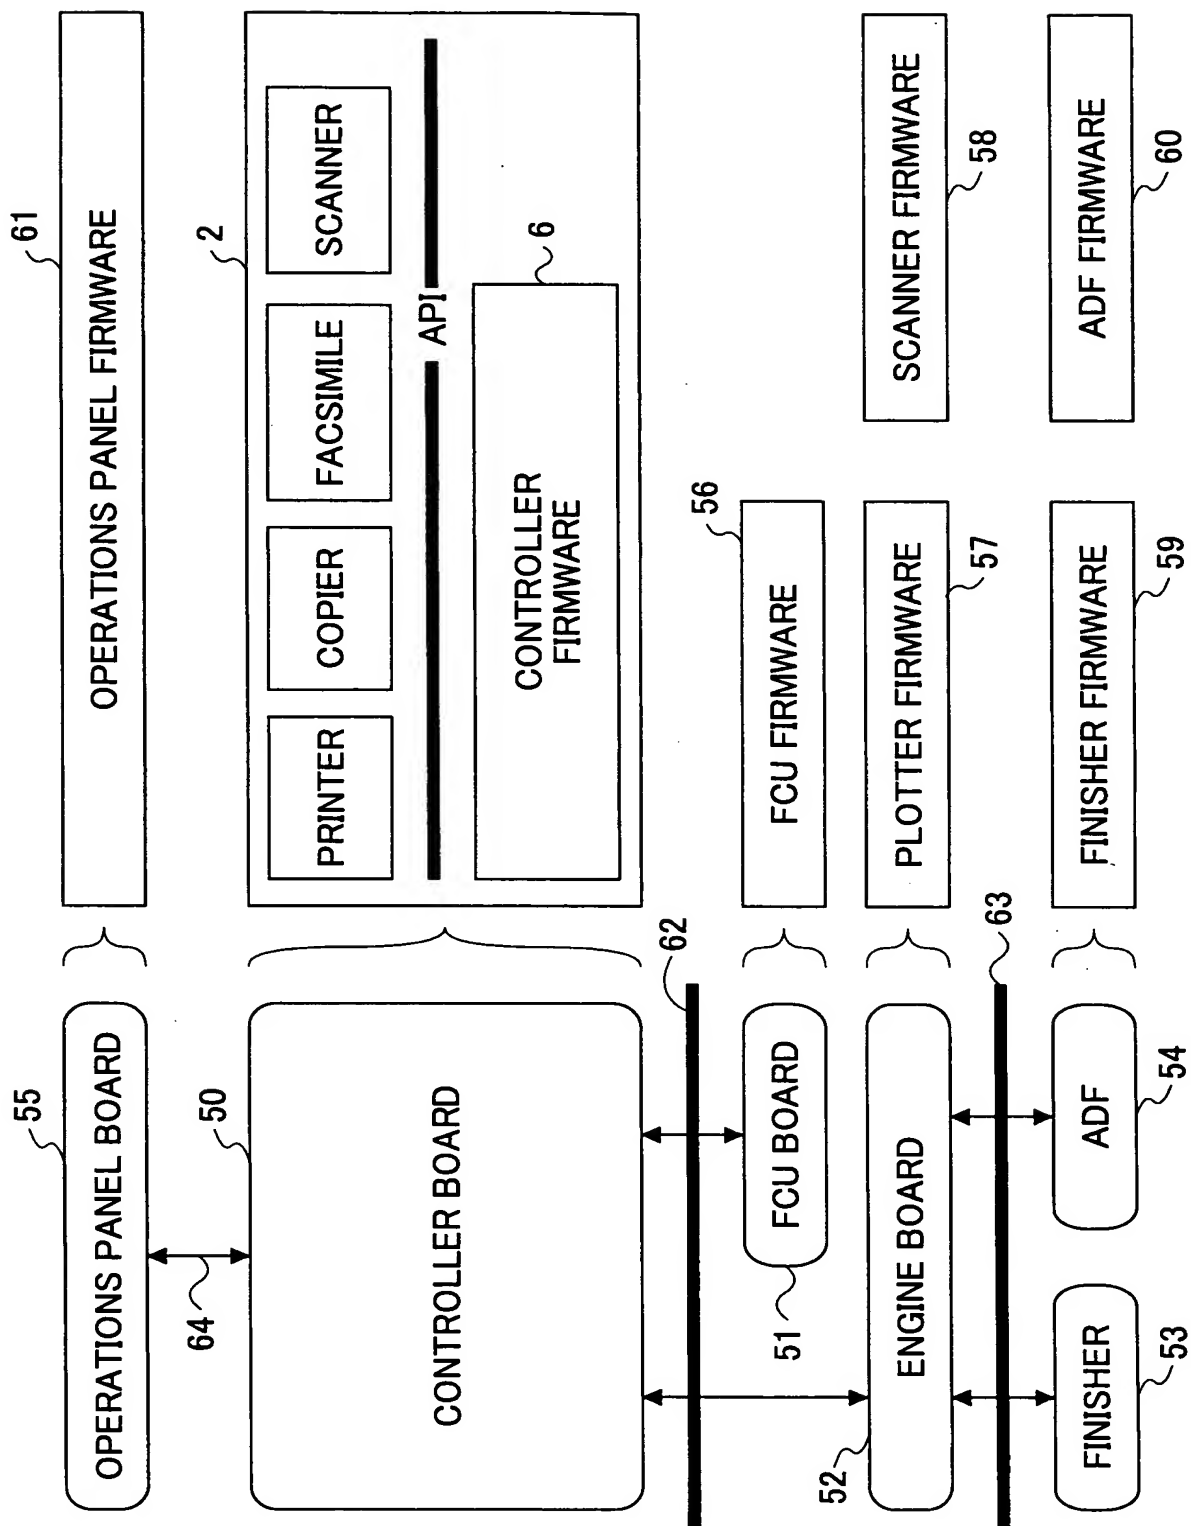 55
OPERATIONS PANEL BOARD
61
OPERATIONS PANEL FIRMWARE
64
50
CONTROLLER BOARD
2
PRINTER
COPIER
FACSIMILE
SCANNER
API
6
CONTROLLER
FIRMWARE
62
51
FCU BOARD
56
FCU FIRMWARE
52
ENGINE BOARD
PLOTTER FIRMWARE
57
SCANNER FIRMWARE
58
63
FINISHER
53
ADF
54
FINISHER FIRMWARE
59
ADF FIRMWARE
60